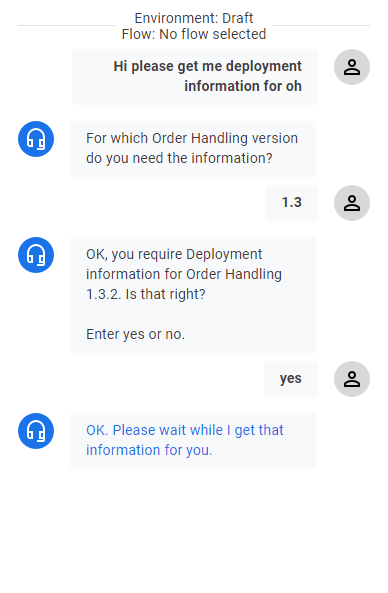 Environment: Draft
Flow: No flow selected
Hi please get me deployment
information for oh
For which Order Handling version
do you need the information?
1.3
OK, you require Deployment
information for Order Handling
1.3.2. Is that right?
Enter yes or no.
yes
OK. Please wait while I get that
information for you.